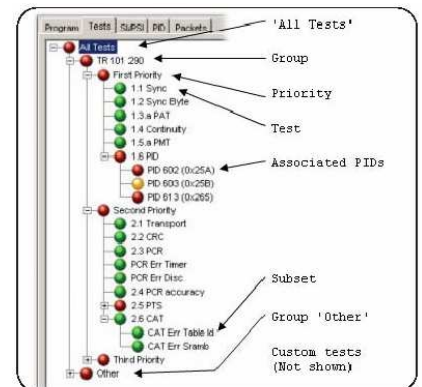 Program Tests SI/PSI PID Packets
All Tests
TR 101 290
First Priority
1.1 Sync
1.2 Sync Byte
1.3.a PAT
1.4 Continuity
1.5.a PMT
1.6 PID
PID 602 (0x25A)
PID 603 (0x25B)
PID 613 (0x265)
Second Priority
2.1 Transport
2.2 CRC
2.3 PCR
PCR Err Timer
PCR Err Disc.
2.4 PCR accuracy
2.5 PTS
2.6 CAT
CAT Err Table Id
CAT Err Sramb
Third Priority
Other
'All Tests'
Group
Priority
Test
Associated PIDs
Subset
Group 'Other'
Custom tests
(Not shown)